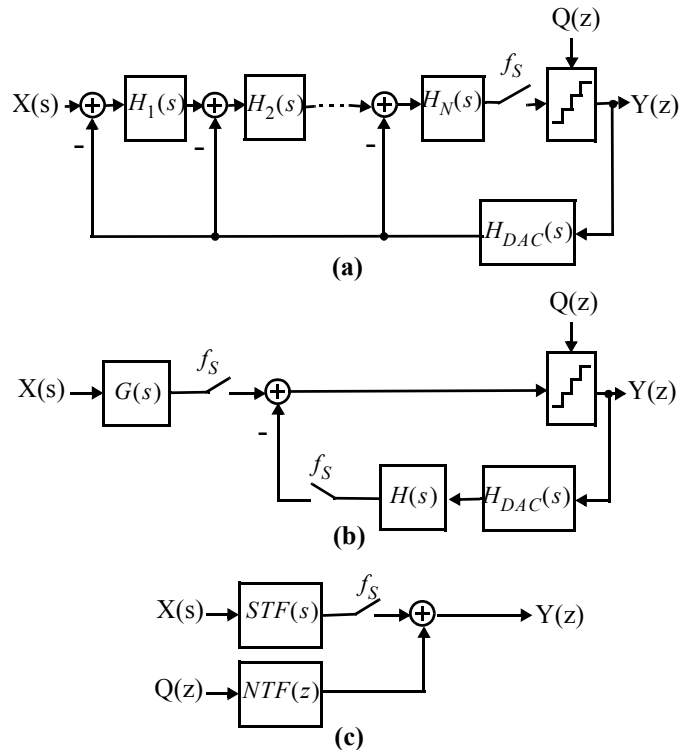 Q(z)
X(s) + H1(s) + H2(s) + HN(s) fS Y(z)
- - -
HDAC(s)
(a)
Q(z)
X(s) G(s) fS + Y(z)
-
fS H(s) HDAC(s)
(b)
X(s) STF(s) fS + Y(z)
Q(z) NTF(z)
(c)